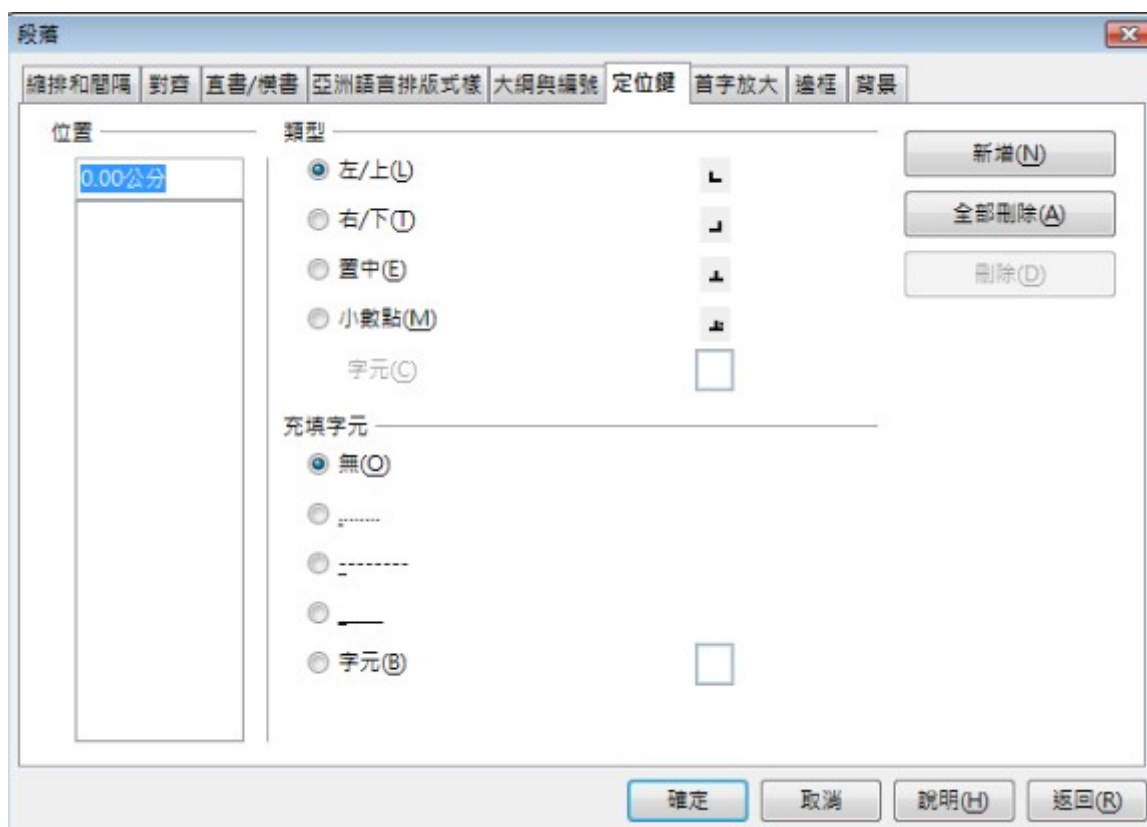 段落
縮排和間隔 對齊 直書/橫書 亞洲語言排版式樣 大綱與編號 定位鍵 首字放大 邊框 背景
位置
0.00公分
類型
左/上(L)
右/下(T)
置中(E)
小數點(M)
字元(C)
充填字元
無(O)
字元(B)
新增(N)
全部刪除(A)
刪除(D)
確定 取消 說明(H) 返回(R)